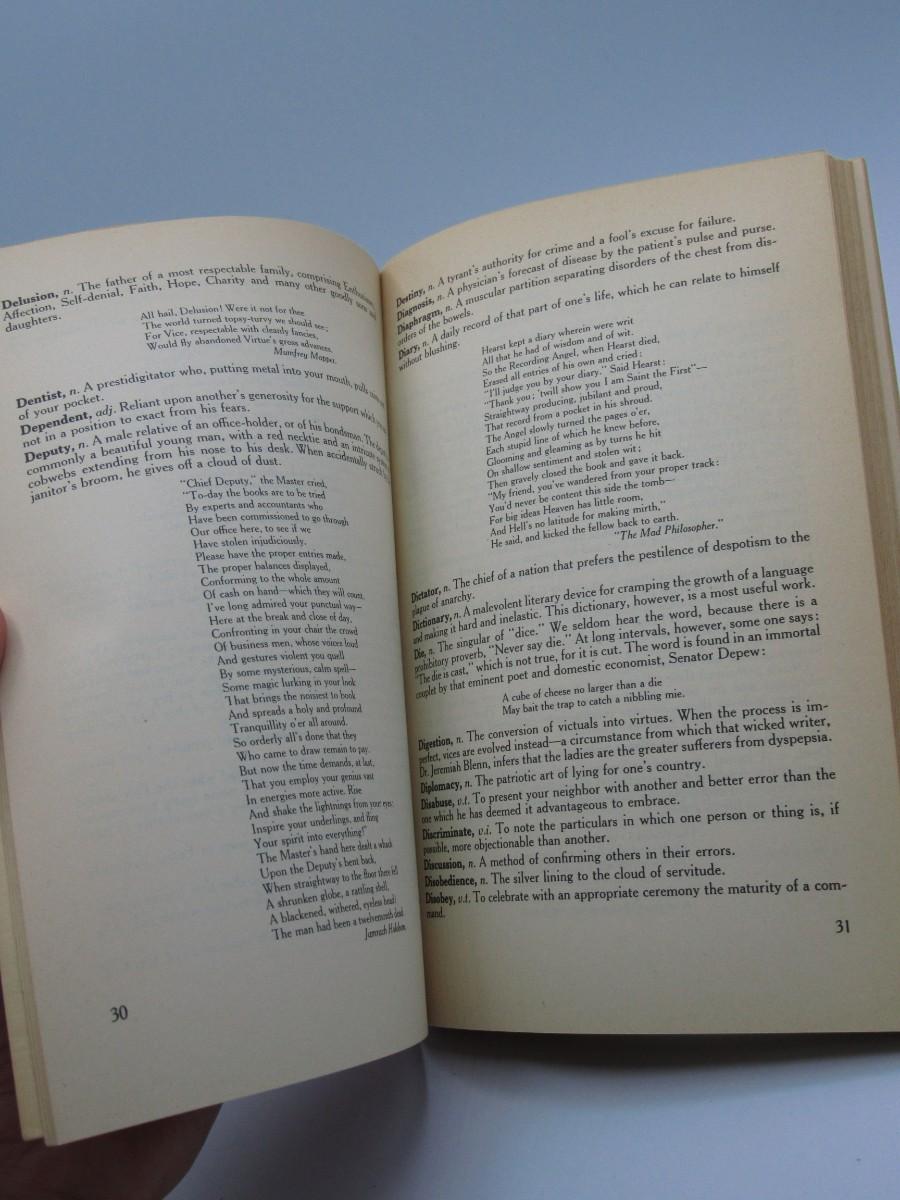 Delusion, n. The father of a most respectable family, comprising Enthusiasm,
Affection, Self-denial, Faith, Hope, Charity and many other goodly sons and
daughters.
All hail, Delusion! Were it not for thee
The world turned topsy-turvy we should see;
For Vice, respectable with cleanly fancies,
Would fly abandoned Virtue's gross advances.
Mumfrey Mappel.
Dentist, n. A prestidigitator who, putting metal into your mouth, pulls coins out
of your pocket.
Dependent, adj. Reliant upon another's generosity for the support which you are
not in a position to exact from his fears.
Deputy, n. A male relative of an office-holder, or of his bondsman. The deputy is
commonly a beautiful young man, with a red necktie and an intricate system of
cobwebs extending from his nose to his desk. When accidentally struck by the
janitor's broom, he gives off a cloud of dust.
"Chief Deputy," the Master cried,
"To-day the books are to be tried
By experts and accountants who
Have been commissioned to go through
Our office here, to see if we
Have stolen injudiciously.
Please have the proper entries made,
The proper balances displayed,
Conforming to the whole amount
Of cash on hand—which they will count.
I've long admired your punctual way—
Here at the break and close of day,
Confronting in your chair the crowd
Of business men, whose voices loud
And gestures violent you quell
By some mysterious, calm spell—
Some magic lurking in your look
That brings the noisiest to book
And spreads a holy and profound
Tranquillity o'er all around.
So orderly all's done that they
Who came to draw remain to pay.
But now the time demands, at last,
That you employ your genius vast
In energies more active. Rise
And shake the lightnings from your eyes;
Inspire your underlings, and fling
Your spirit into everything!"
The Master's hand here dealt a whack
Upon the Deputy's bent back,
When straightway to the floor there fell
A shrunken globe, a rattling shell,
A blackened, withered, eyeless head!
The man had been a twelvemonth dead.
Jamrach Holobom.
30
Destiny, n. A tyrant's authority for crime and a fool's excuse for failure.
Diagnosis, n. A physician's forecast of disease by the patient's pulse and purse.
Diaphragm, n. A muscular partition separating disorders of the chest from dis-
orders of the bowels.
Diary, n. A daily record of that part of one's life, which he can relate to himself
without blushing.
Hearst kept a diary wherein were writ
All that he had of wisdom and of wit.
So the Recording Angel, when Hearst died,
Erased all entries of his own and cried:
"I'll judge you by your diary." Said Hearst:
"Thank you; 'twill show you I am Saint the First"—
Straightway producing, jubilant and proud,
That record from a pocket in his shroud.
The Angel slowly turned the pages o'er,
Each stupid line of which he knew before,
Glooming and gleaming as by turns he hit
On shallow sentiment and stolen wit;
Then gravely closed the book and gave it back.
"My friend, you've wandered from your proper track:
You'd never be content this side the tomb—
For big ideas Heaven has little room,
And Hell's no latitude for making mirth,"
He said, and kicked the fellow back to earth.
"The Mad Philosopher."
Dictator, n. The chief of a nation that prefers the pestilence of despotism to the
plague of anarchy.
Dictionary, n. A malevolent literary device for cramping the growth of a language
and making it hard and inelastic. This dictionary, however, is a most useful work.
Die, n. The singular of "dice." We seldom hear the word, because there is a
prohibitory proverb, "Never say die." At long intervals, however, some one says:
"The die is cast," which is not true, for it is cut. The word is found in an immortal
couplet by that eminent poet and domestic economist, Senator Depew:
A cube of cheese no larger than a die
May bait the trap to catch a nibbling mie.
Digestion, n. The conversion of victuals into virtues. When the process is im-
perfect, vices are evolved instead—a circumstance from which that wicked writer,
Dr. Jeremiah Blenn, infers that the ladies are the greater sufferers from dyspepsia.
Diplomacy, n. The patriotic art of lying for one's country.
Disabuse, v.t. To present your neighbor with another and better error than the
one which he has deemed it advantageous to embrace.
Discriminate, v.i. To note the particulars in which one person or thing is, if
possible, more objectionable than another.
Discussion, n. A method of confirming others in their errors.
Disobedience, n. The silver lining to the cloud of servitude.
Disobey, v.t. To celebrate with an appropriate ceremony the maturity of a com-
mand.
31